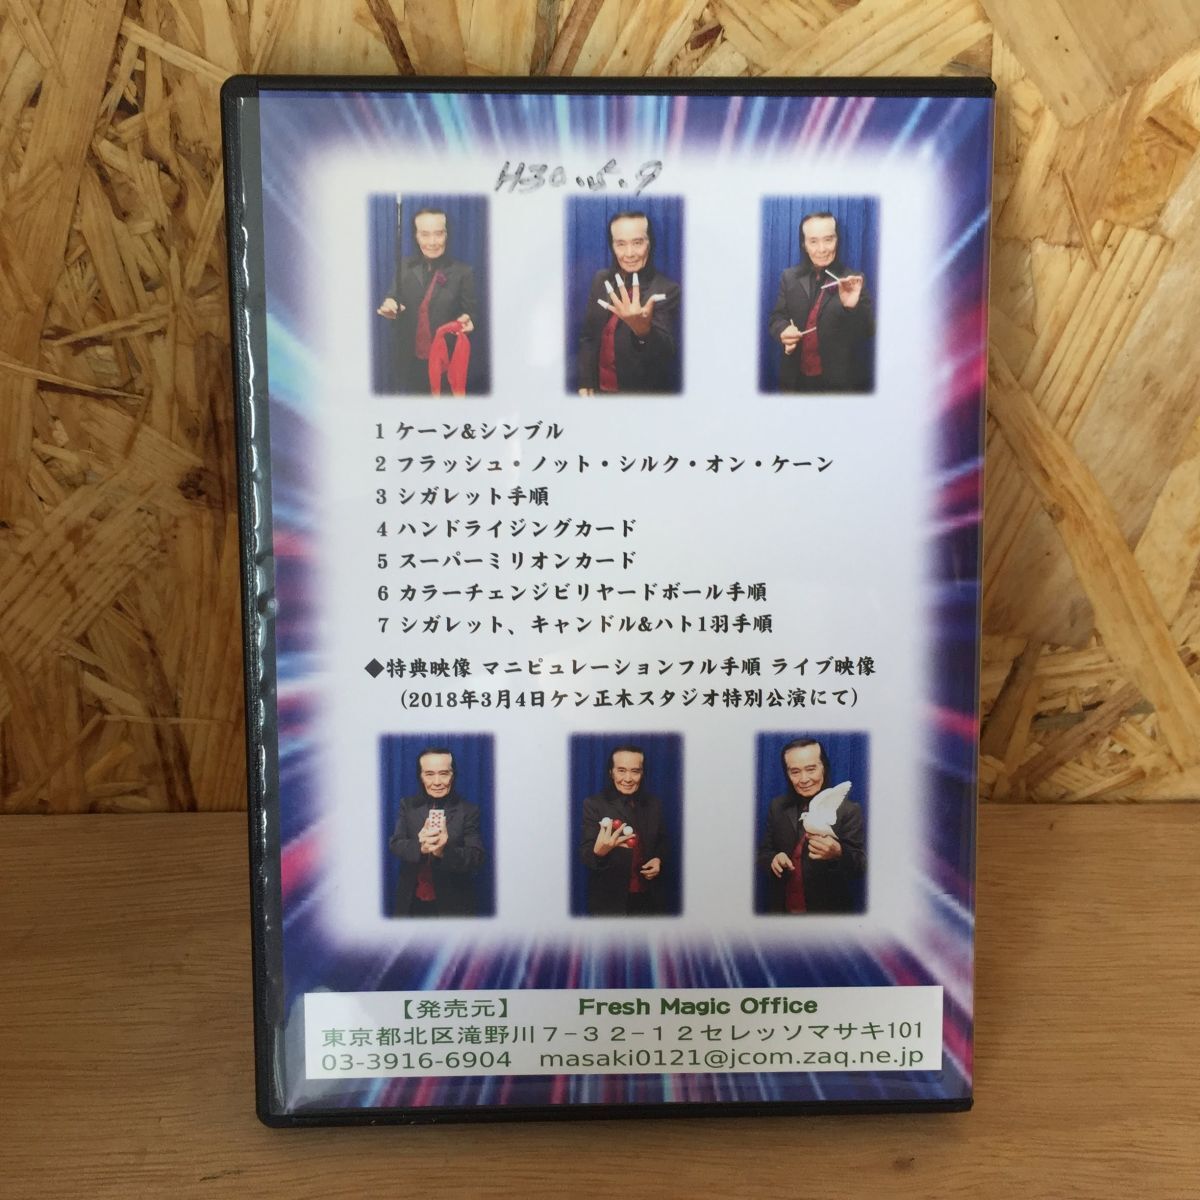 H30.5.9
1 ケーン&シンブル
2 フラッシュ・ノット・シルク・オン・ケーン
3 シガレット手順
4 ハンドライジングカード
5 スーパーミリオンカード
6 カラーチェンジビリヤードボール手順
7 シガレット、キャンドル&ハト1羽手順
◆特典映像 マニピュレーションフル手順 ライブ映像
(2018年3月4日ケン正木スタジオ特別公演にて)
【発売元】 Fresh Magic Office
東京都北区滝野川７−３２−１２セレッソマサキ101
03-3916-6904 masaki0121@jcom.zaq.ne.jp